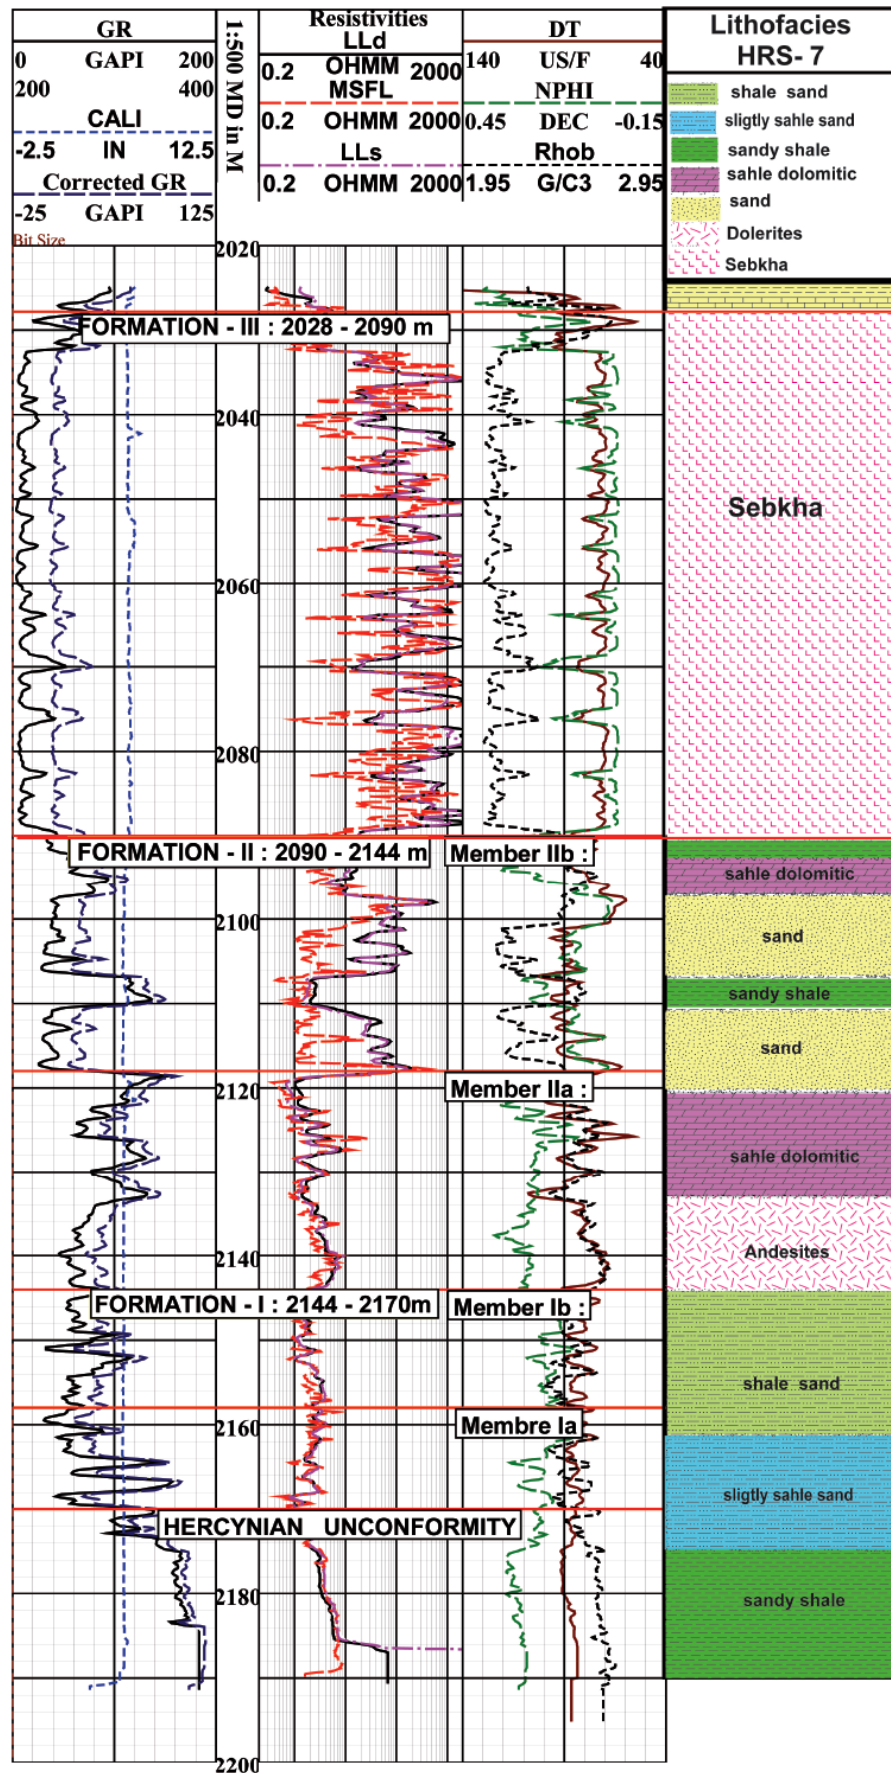 GR
0 GAPI 200
200 400
CALI
-2.5 IN 12.5
Corrected GR
-25 GAPI 125
Bit Size
1:500 MD in M
Resistivities
LLd
0.2 OHMM 2000
MSFL
0.2 OHMM 2000
LLs
0.2 OHMM 2000
DT
140 US/F 40
NPHI
0.45 DEC -0.15
Rhob
1.95 G/C3 2.95
Lithofacies
HRS- 7
shale sand
sligtly sahle sand
sandy shale
sahle dolomitic
sand
Dolerites
Sebkha
2020
FORMATION - III : 2028 - 2090 m
2040
Sebkha
2060
2080
FORMATION - II : 2090 - 2144 m
Member IIb :
sahle dolomitic
2100
sand
sandy shale
sand
2120
Member IIa :
sahle dolomitic
2140
Andesites
FORMATION - I : 2144 - 2170m
Member Ib :
shale sand
2160
Membre Ia
sligtly sahle sand
HERCYNIAN UNCONFORMITY
2180
sandy shale
2200